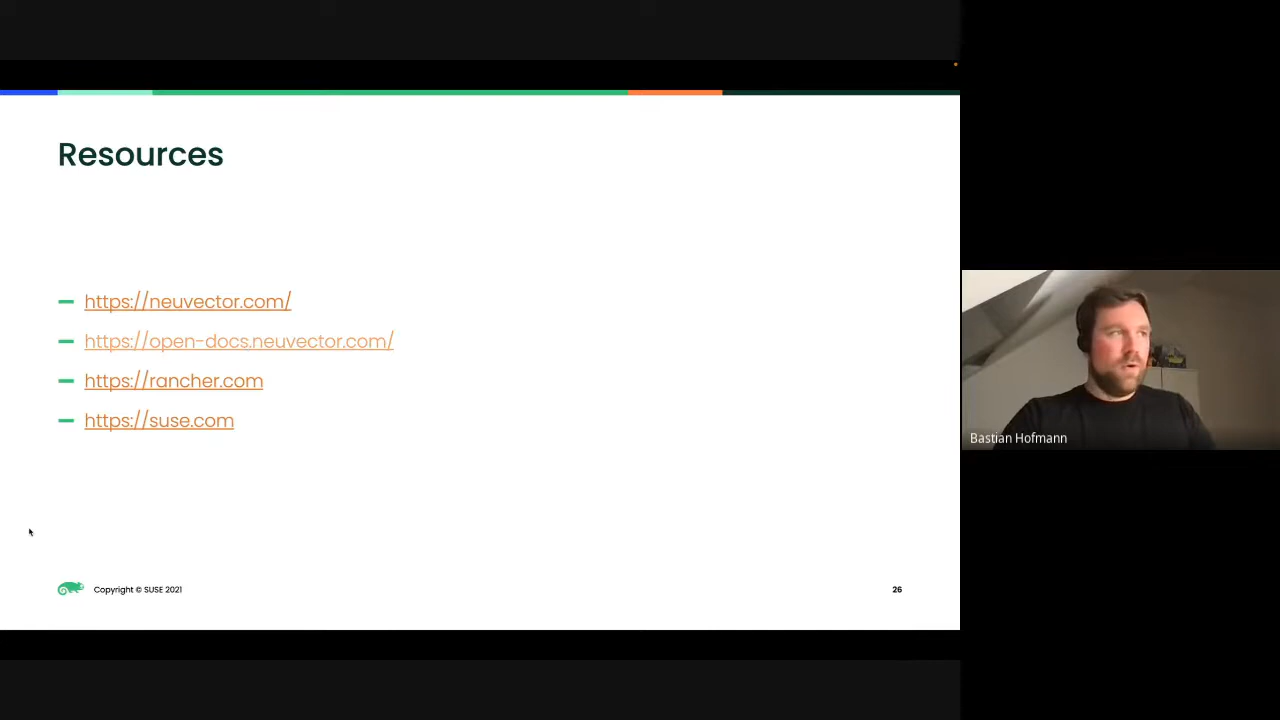 Resources
https://neuvector.com/
https://open-docs.neuvector.com/
https://rancher.com
https://suse.com
Bastian Hofmann
Copyright © SUSE 2021
26